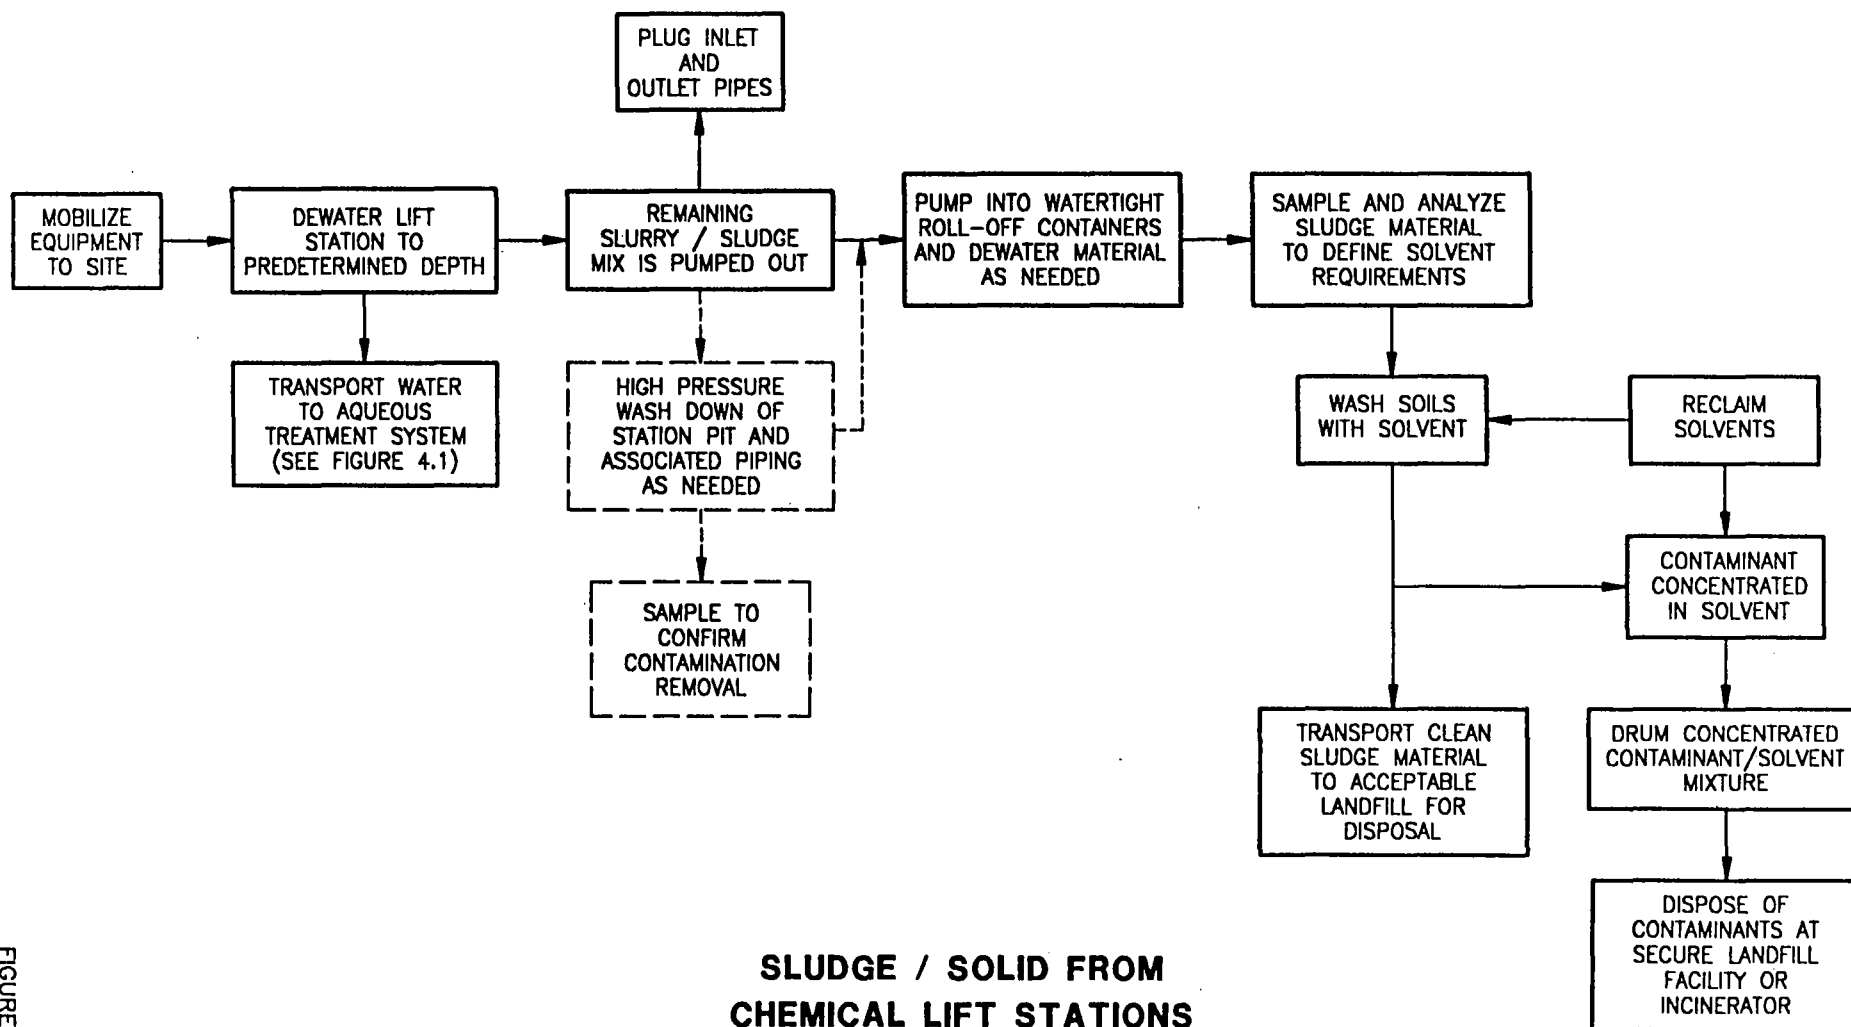 PLUG INLET
AND
OUTLET PIPES
MOBILIZE
EQUIPMENT
TO SITE
DEWATER LIFT
STATION TO
PREDETERMINED DEPTH
REMAINING
SLURRY / SLUDGE
MIX IS PUMPED OUT
PUMP INTO WATERTIGHT
ROLL-OFF CONTAINERS
AND DEWATER MATERIAL
AS NEEDED
SAMPLE AND ANALYZE
SLUDGE MATERIAL
TO DEFINE SOLVENT
REQUIREMENTS
TRANSPORT WATER
TO AQUEOUS
TREATMENT SYSTEM
(SEE FIGURE 4.1)
HIGH PRESSURE
WASH DOWN OF
STATION PIT AND
ASSOCIATED PIPING
AS NEEDED
WASH SOILS
WITH SOLVENT
RECLAIM
SOLVENTS
SAMPLE TO
CONFIRM
CONTAMINATION
REMOVAL
CONTAMINANT
CONCENTRATED
IN SOLVENT
TRANSPORT CLEAN
SLUDGE MATERIAL
TO ACCEPTABLE
LANDFILL FOR
DISPOSAL
DRUM CONCENTRATED
CONTAMINANT/SOLVENT
MIXTURE
DISPOSE OF
CONTAMINANTS AT
SECURE LANDFILL
FACILITY OR
INCINERATOR
SLUDGE / SOLID FROM
CHEMICAL LIFT STATIONS
FIGURE